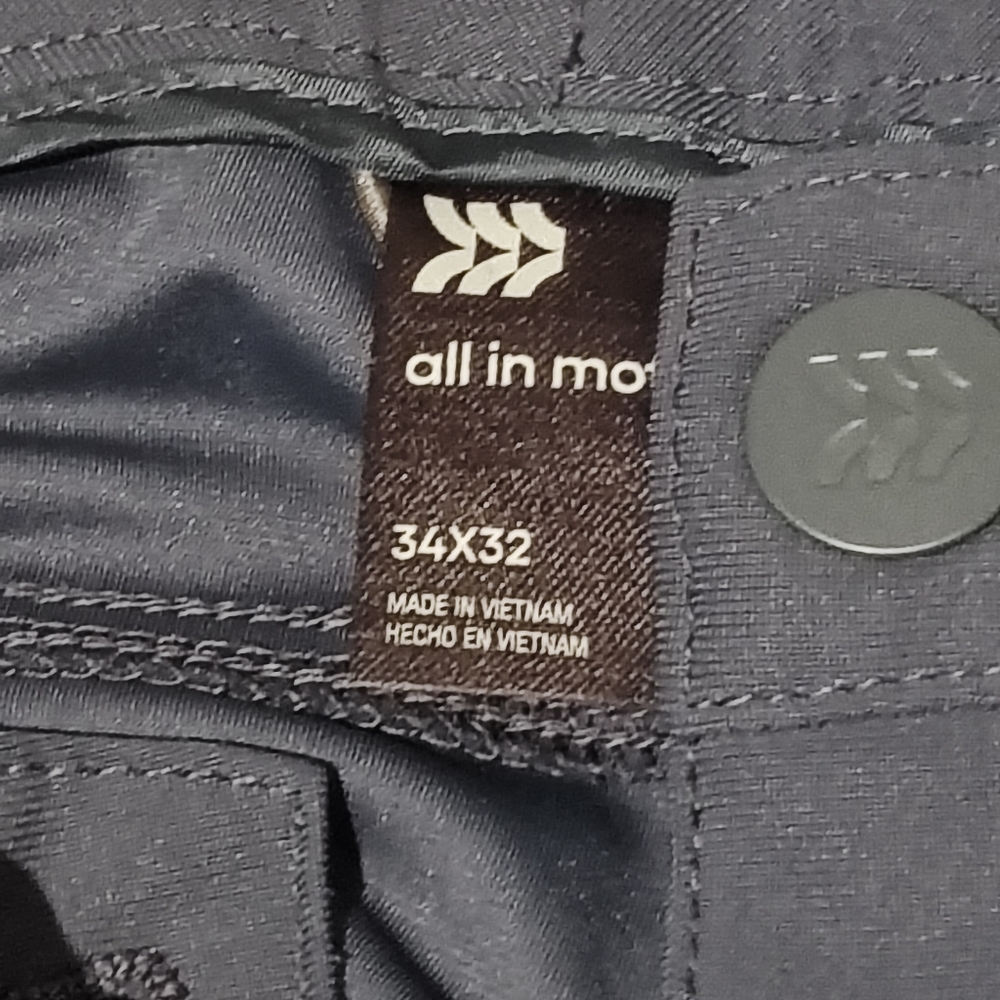 all in mo
34X32
MADE IN VIETNAM
HECHO EN VIETNAM